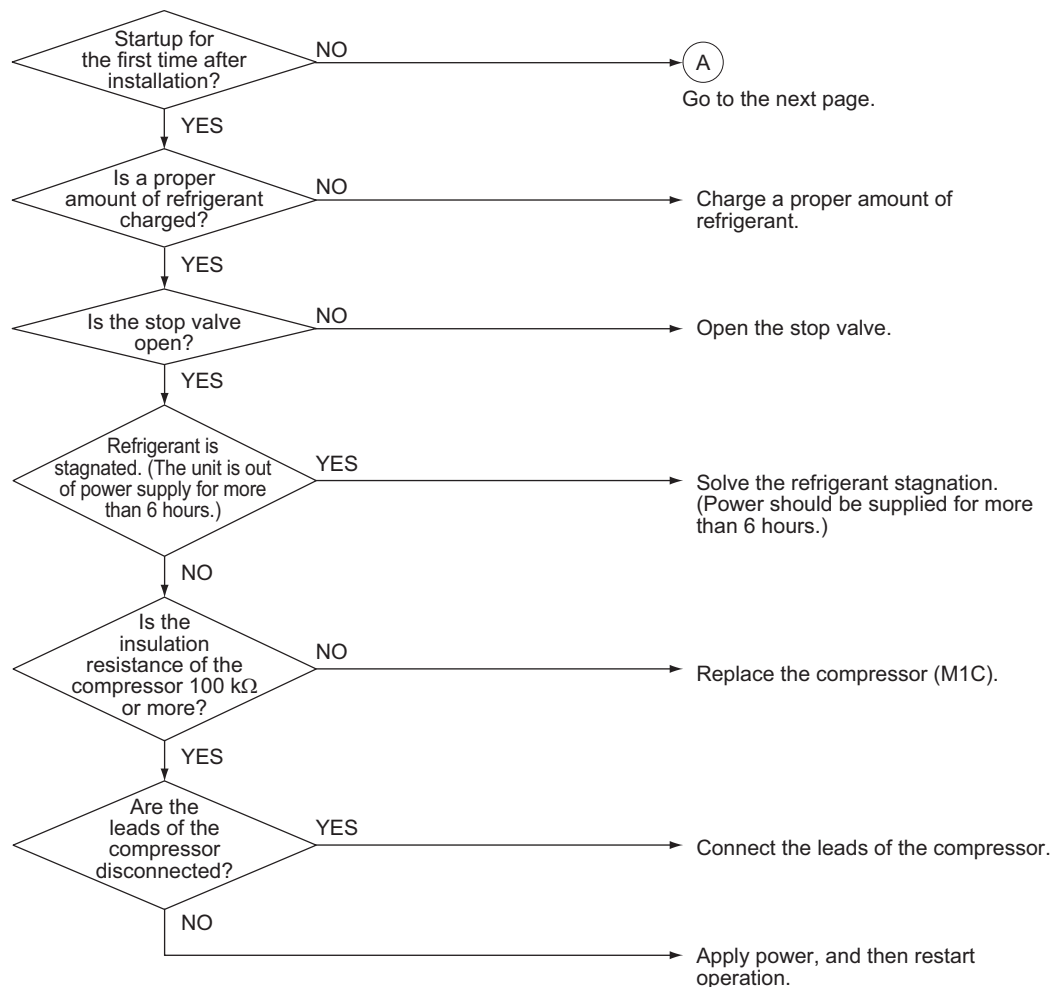 Startup for
the first time after
installation?
NO
A
Go to the next page.
YES
Is a proper
amount of refrigerant
charged?
NO
Charge a proper amount of
refrigerant.
YES
Is the stop valve
open?
NO
Open the stop valve.
YES
Refrigerant is
stagnated. (The unit is out
of power supply for more
than 6 hours.)
YES
Solve the refrigerant stagnation.
(Power should be supplied for more
than 6 hours.)
NO
Is the
insulation
resistance of the
compressor 100 kΩ
or more?
NO
Replace the compressor (M1C).
YES
Are the
leads of the
compressor
disconnected?
YES
Connect the leads of the compressor.
NO
Apply power, and then restart
operation.